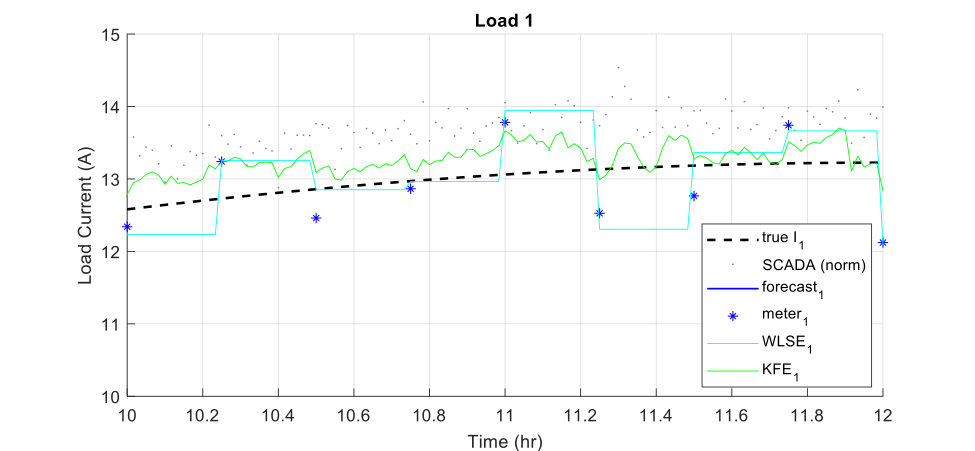 Load 1
Load Current (A)
15
14
13
12
11
10
10 10.2 10.4 10.6 10.8 11 11.2 11.4 11.6 11.8 12
Time (hr)
true I1
SCADA (norm)
forecast1
meter1
WLSE1
KFE1